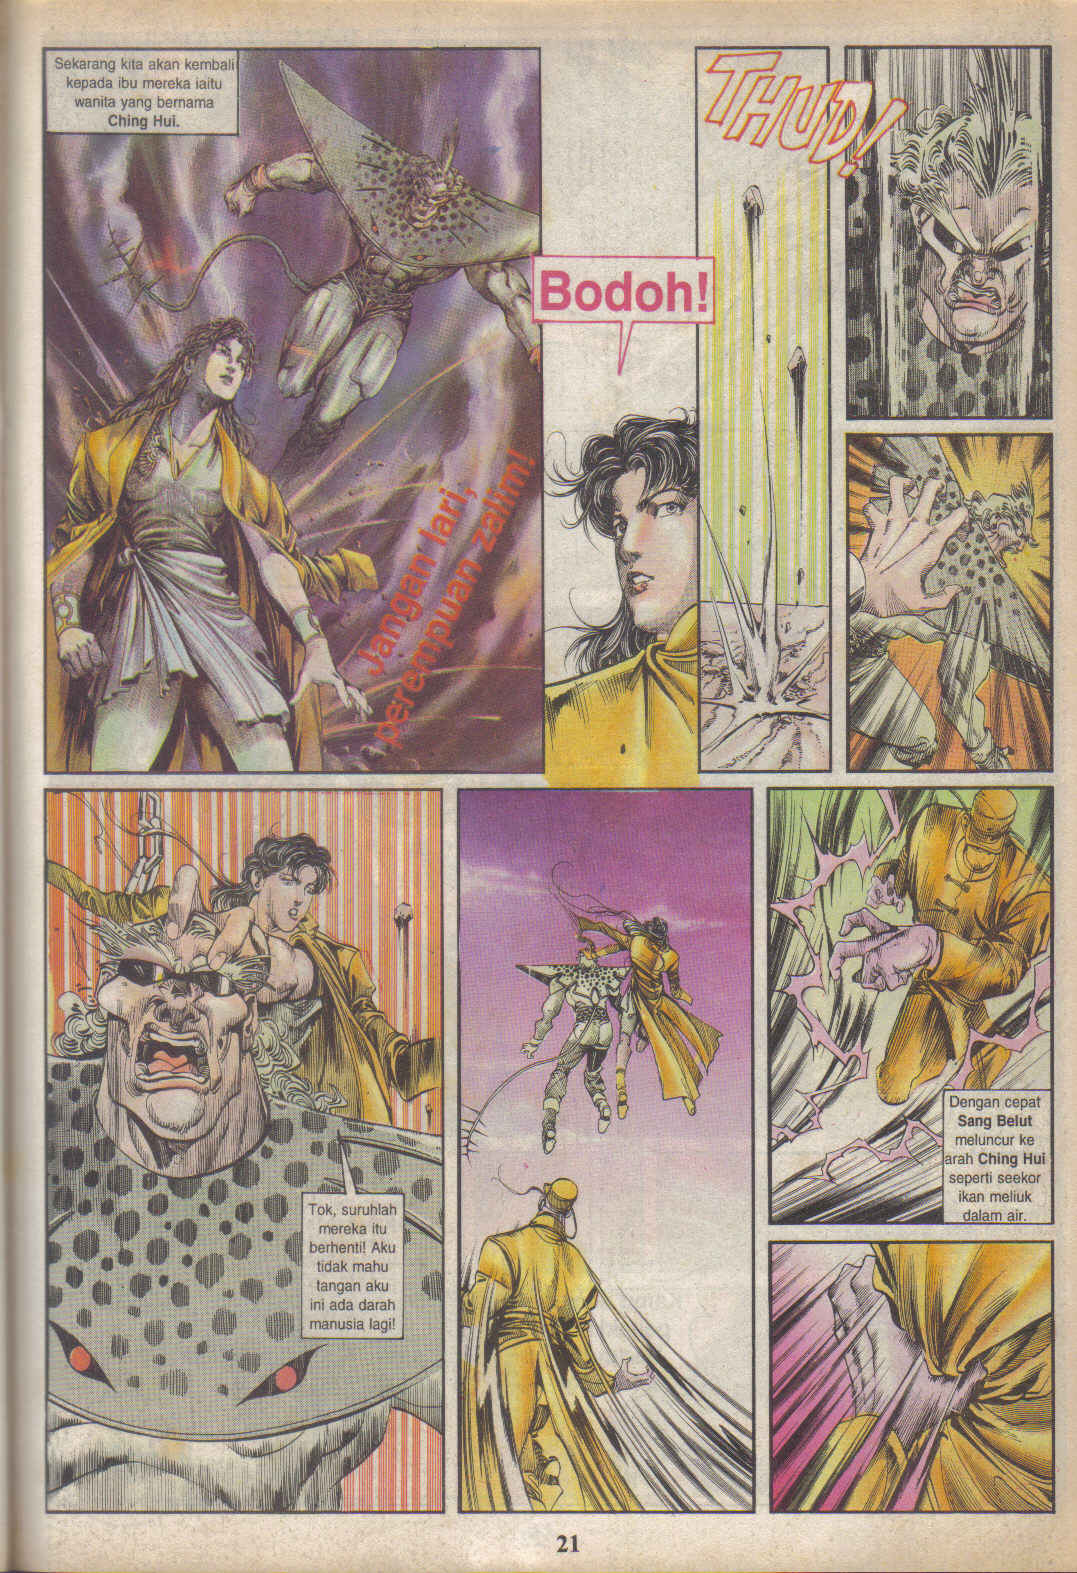 Sekarang kita akan kembali
kepada ibu mereka iaitu
wanita yang bernama
Ching Hui.
Jangan lari,
perempuan zalim!
Bodoh!
THUD!
Tok, suruhlah
mereka itu
berhenti! Aku
tidak mahu
tangan aku
ini ada darah
manusia lagi!
Dengan cepat
Sang Belut
meluncur ke
arah Ching Hui
seperti seekor
ikan meliuk
dalam air.
21